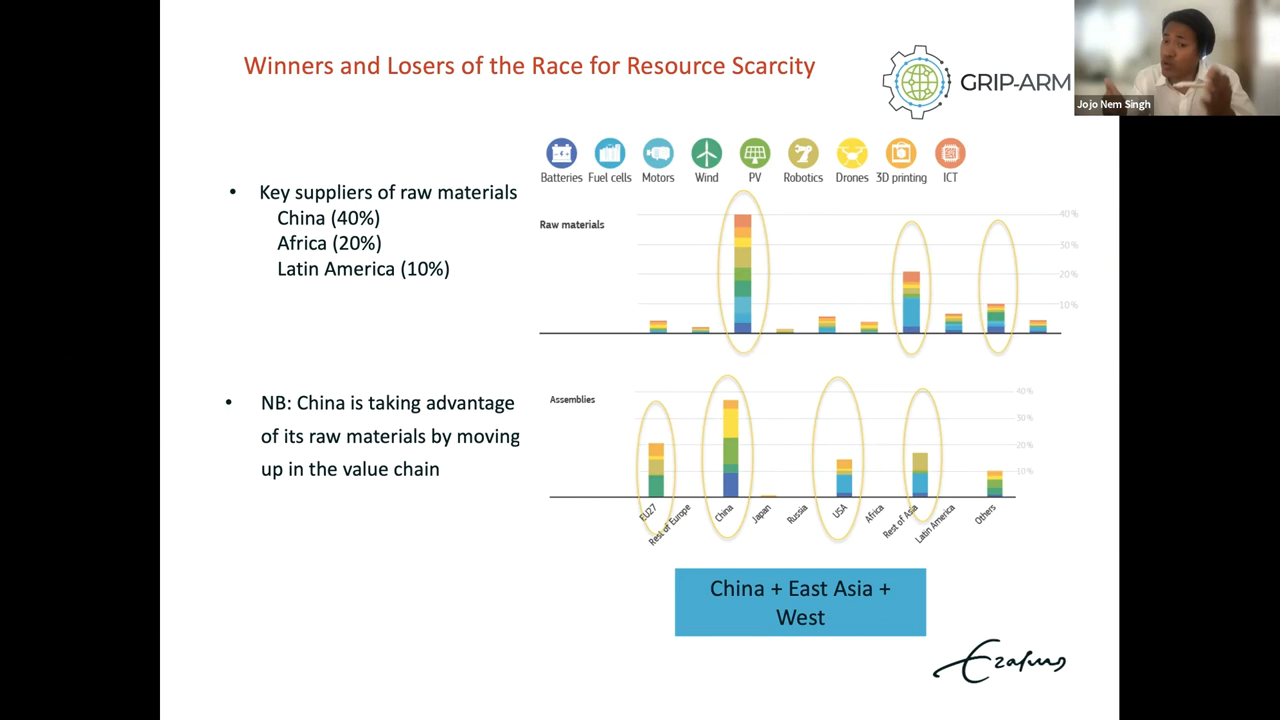 Winners and Losers of the Race for Resource Scarcity
GRIP-ARM
Jojo Nem Singh
Batteries Fuel cells Motors Wind PV Robotics Drones 3D printing ICT
• Key suppliers of raw materials
China (40%)
Africa (20%)
Latin America (10%)
Raw materials
40%
30%
20%
10%
• NB: China is taking advantage
of its raw materials by moving
up in the value chain
Assemblies
40%
30%
20%
10%
EU27
Rest of Europe
China
Japan
Russia
USA
Africa
Rest of Asia
Latin America
Others
China + East Asia +
West
Erasmus